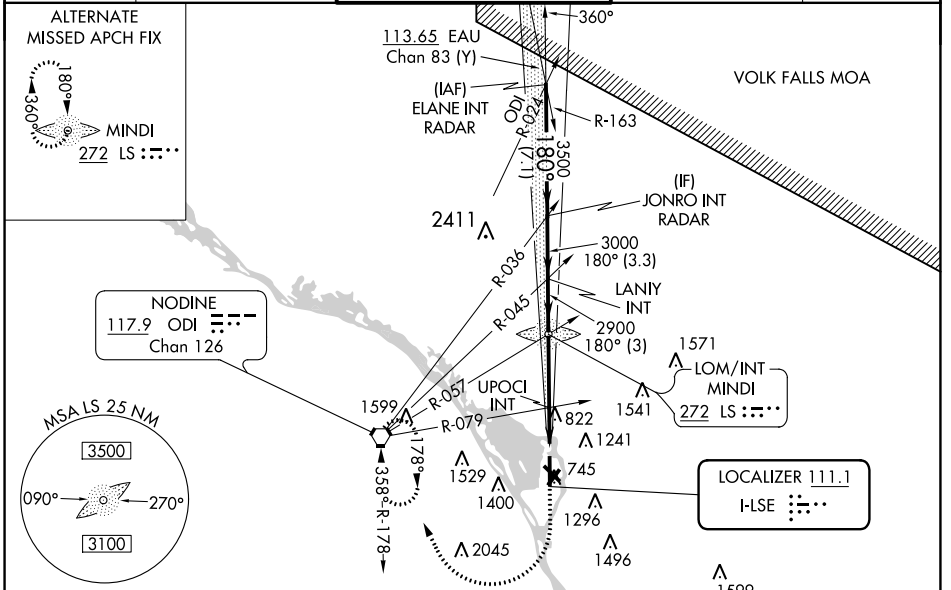 ALTERNATE
MISSED APCH FIX
180°
360°
MINDI
272 LS
113.65 EAU
Chan 83 (Y)
(IAF)
ELANE INT
RADAR
360°
VOLK FALLS MOA
ODI
R-024
R-163
180°
3500
(7.1)
(IF)
JONRO INT
RADAR
2411
R-036
3000
180° (3.3)
R-045
LANIY
INT
2900
180° (3)
NODINE
117.9 ODI
Chan 126
R-057
1571
LOM/INT
MINDI
272 LS
1541
UPOCI
INT
1599
R-079
822
1241
178°
MSA LS 25 NM
3500
090°
270°
3100
358°
R-178
1529
1400
745
LOCALIZER 111.1
I-LSE
1296
2045
1496